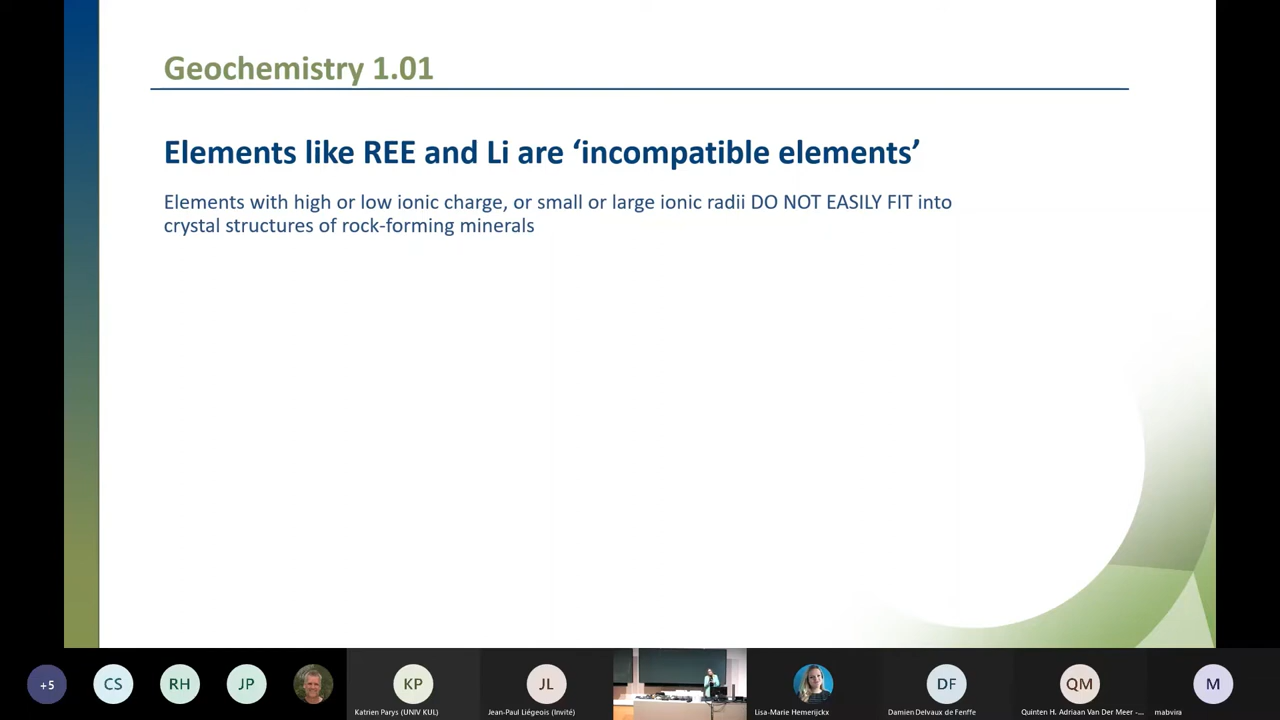 Geochemistry 1.01
Elements like REE and Li are ‘incompatible elements’
Elements with high or low ionic charge, or small or large ionic radii DO NOT EASILY FIT into
crystal structures of rock-forming minerals
+5
CS
RH
JP
KP
JL
DF
QM
M
Katrien Parys (UNIV KUL)
Jean-Paul Liégeois (Invité)
Lisa-Marie Hemerijckx
Damien Delvaux de Fenffe
Quinten H. Adriaan Van Der Meer -...
mabvira